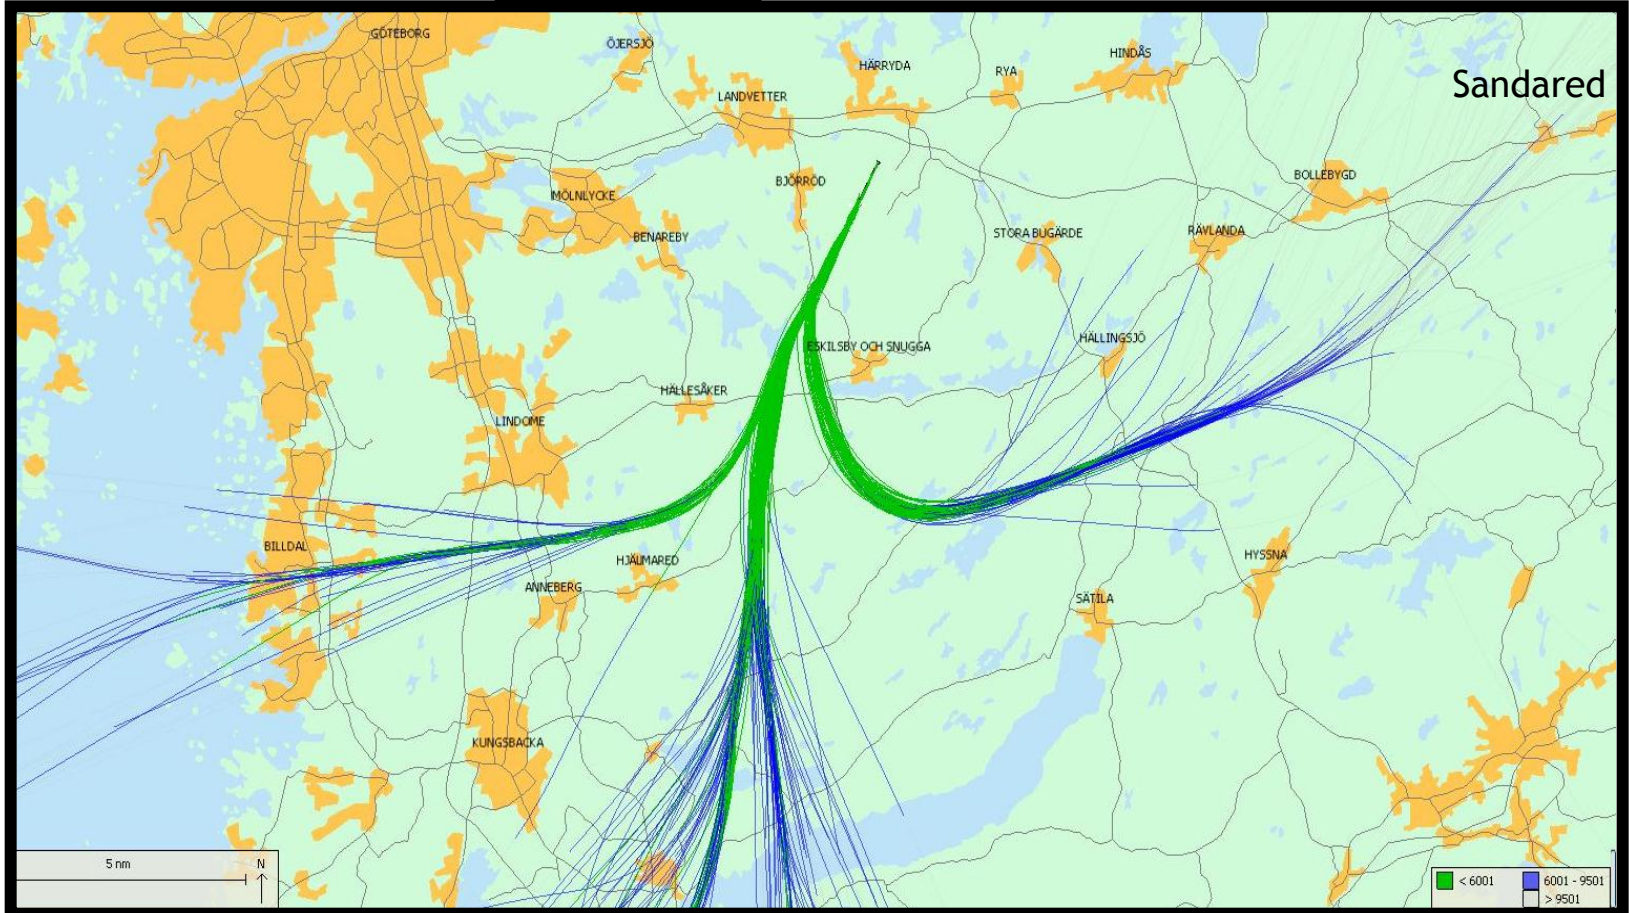 GÖTEBORG
ÖJERSJÖ
HINDÅS
HÄRRYDA
RYA
Sandared
LANDVETTER
BJÖRRÖD
BOLLEBYGD
MÖLNLYCKE
BENAREBY
STORA BUGÄRDE
RÄVLANDA
ESKILSBY OCH SNUGGA
HÄLLINGSJÖ
HÄLLESÅKER
LINDOME
BILLDAL
HJÄLMARED
HYSSNA
ANNEBERG
SÄTILA
KUNGSBACKA
5 nm
N
< 6001
6001 - 9501
> 9501